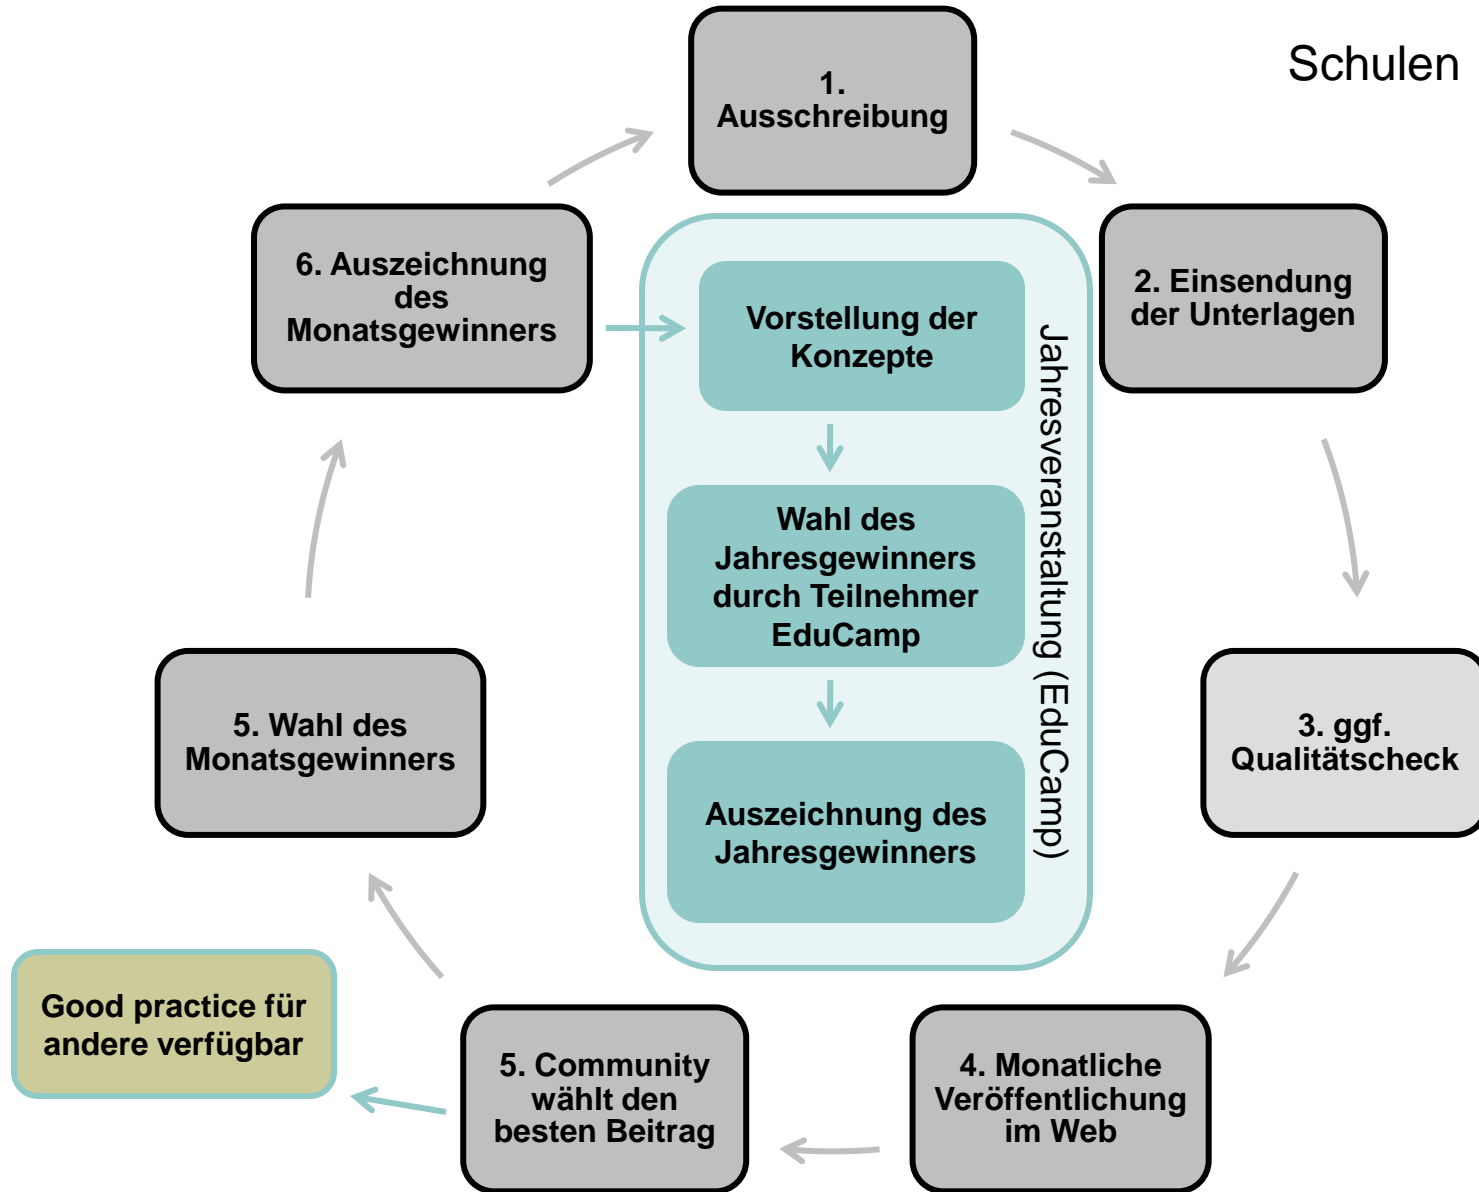 Schulen
1.
Ausschreibung
2. Einsendung
der Unterlagen
3. ggf.
Qualitätscheck
4. Monatliche
Veröffentlichung
im Web
5. Community
wählt den
besten Beitrag
Good practice für
andere verfügbar
5. Wahl des
Monatsgewinners
6. Auszeichnung
des
Monatsgewinners
Vorstellung der
Konzepte
Wahl des
Jahresgewinners
durch Teilnehmer
EduCamp
Auszeichnung des
Jahresgewinners
Jahresveranstaltung (EduCamp)